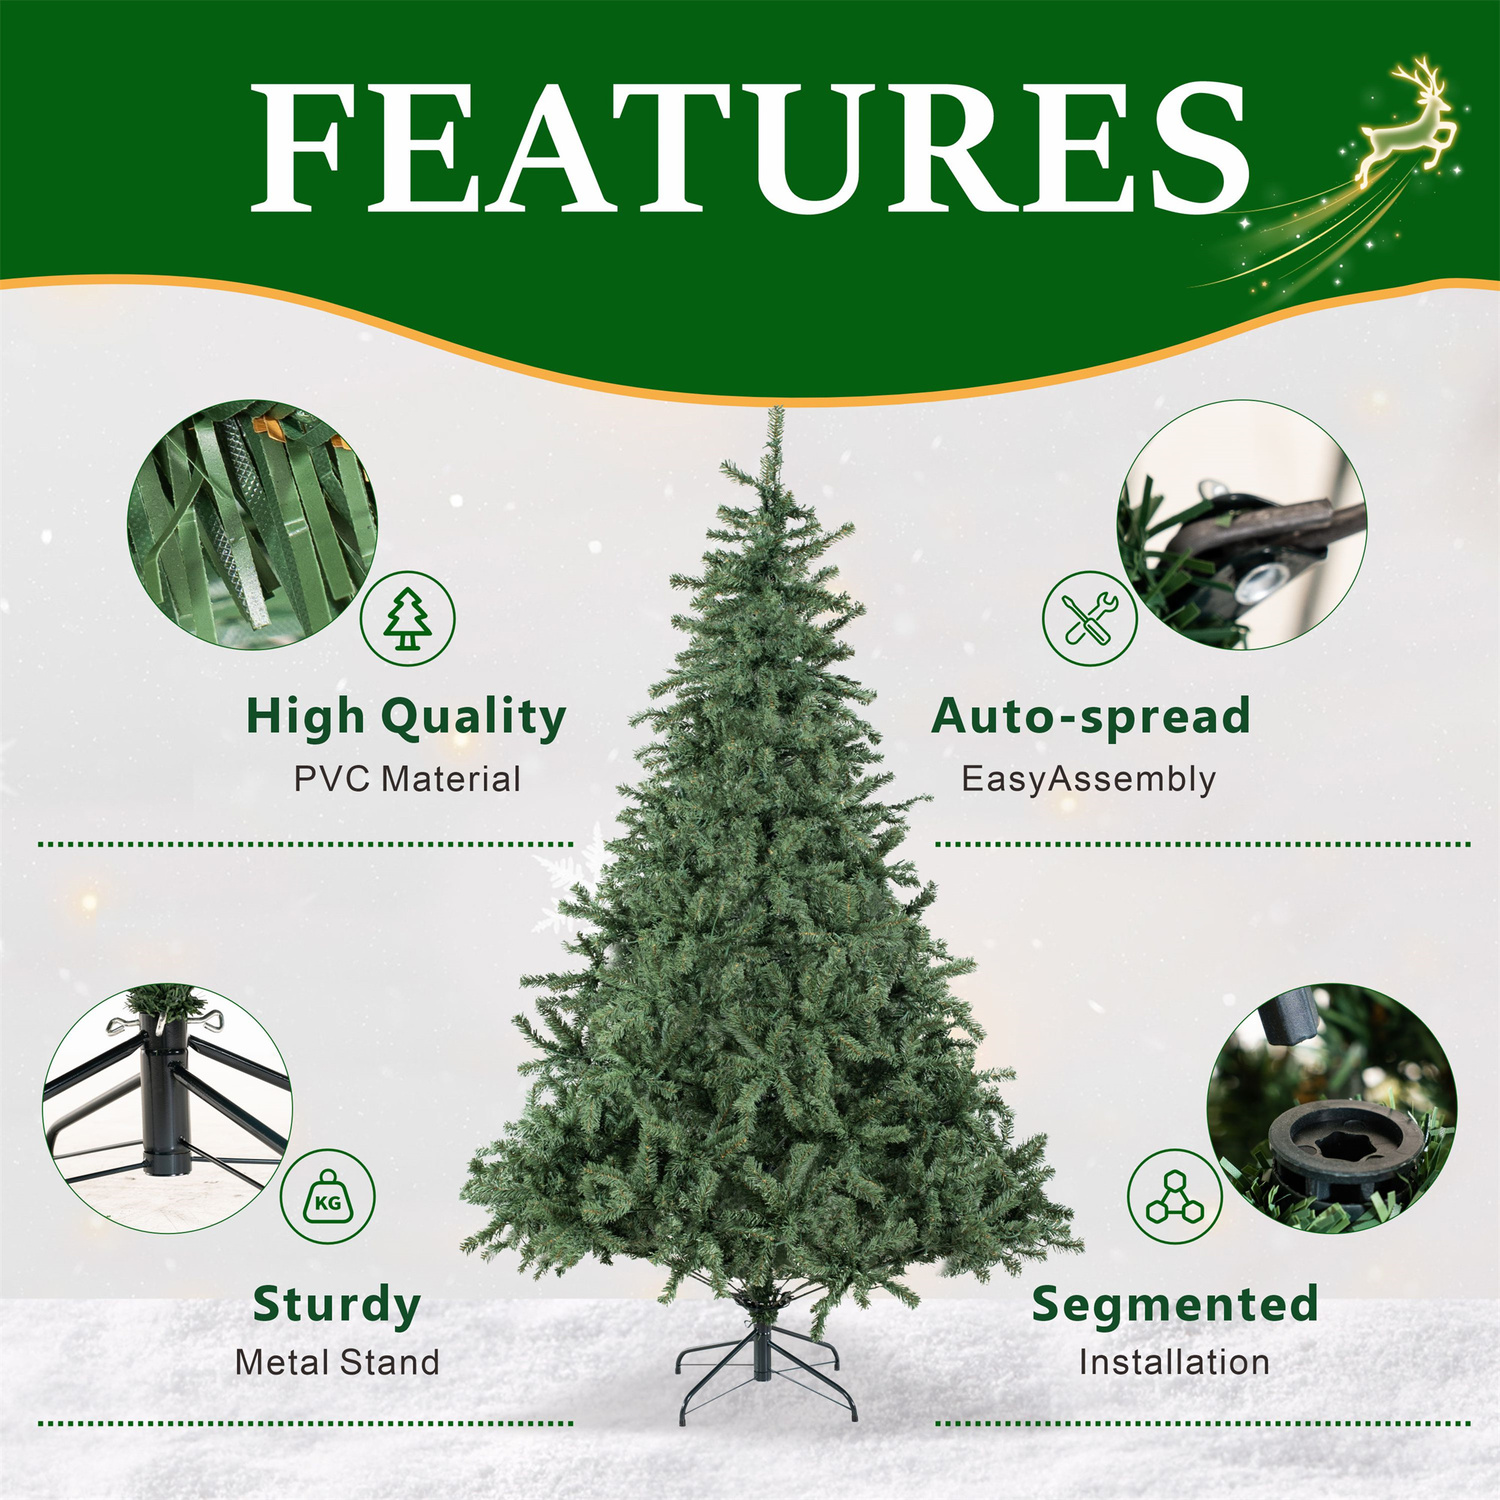 FEATURES
High Quality
PVC Material
Auto-spread
EasyAssembly
KG
Sturdy
Metal Stand
Segmented
Installation